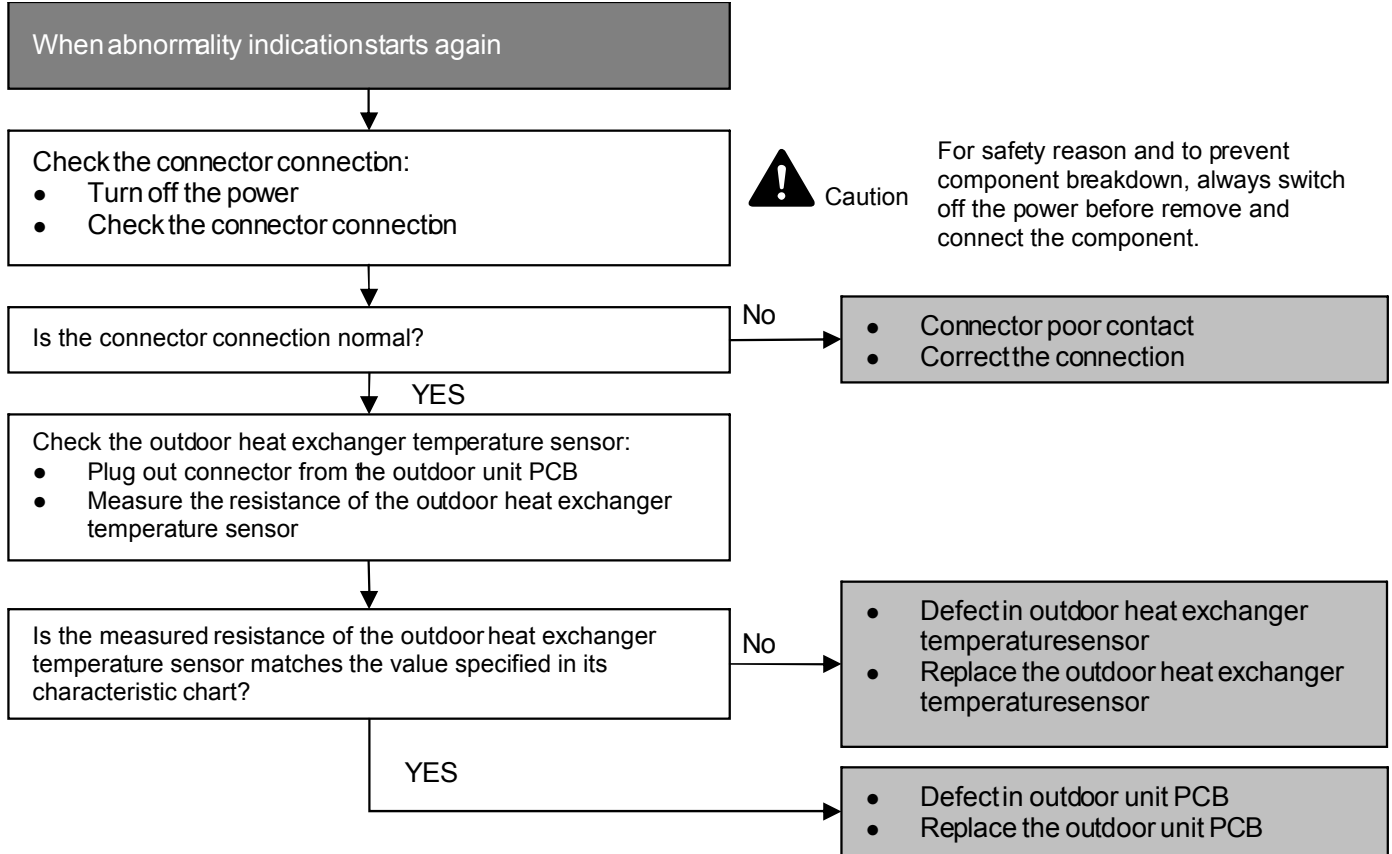 When abnormality indication starts again
Check the connector connection:
● Turn off the power
● Check the connector connection
Caution
For safety reason and to prevent
component breakdown, always switch
off the power before remove and
connect the component.
Is the connector connection normal?
No
● Connector poor contact
● Correct the connection
YES
Check the outdoor heat exchanger temperature sensor:
● Plug out connector from the outdoor unit PCB
● Measure the resistance of the outdoor heat exchanger
temperature sensor
Is the measured resistance of the outdoor heat exchanger
temperature sensor matches the value specified in its
characteristic chart?
No
● Defect in outdoor heat exchanger
temperature sensor
● Replace the outdoor heat exchanger
temperature sensor
YES
● Defect in outdoor unit PCB
● Replace the outdoor unit PCB